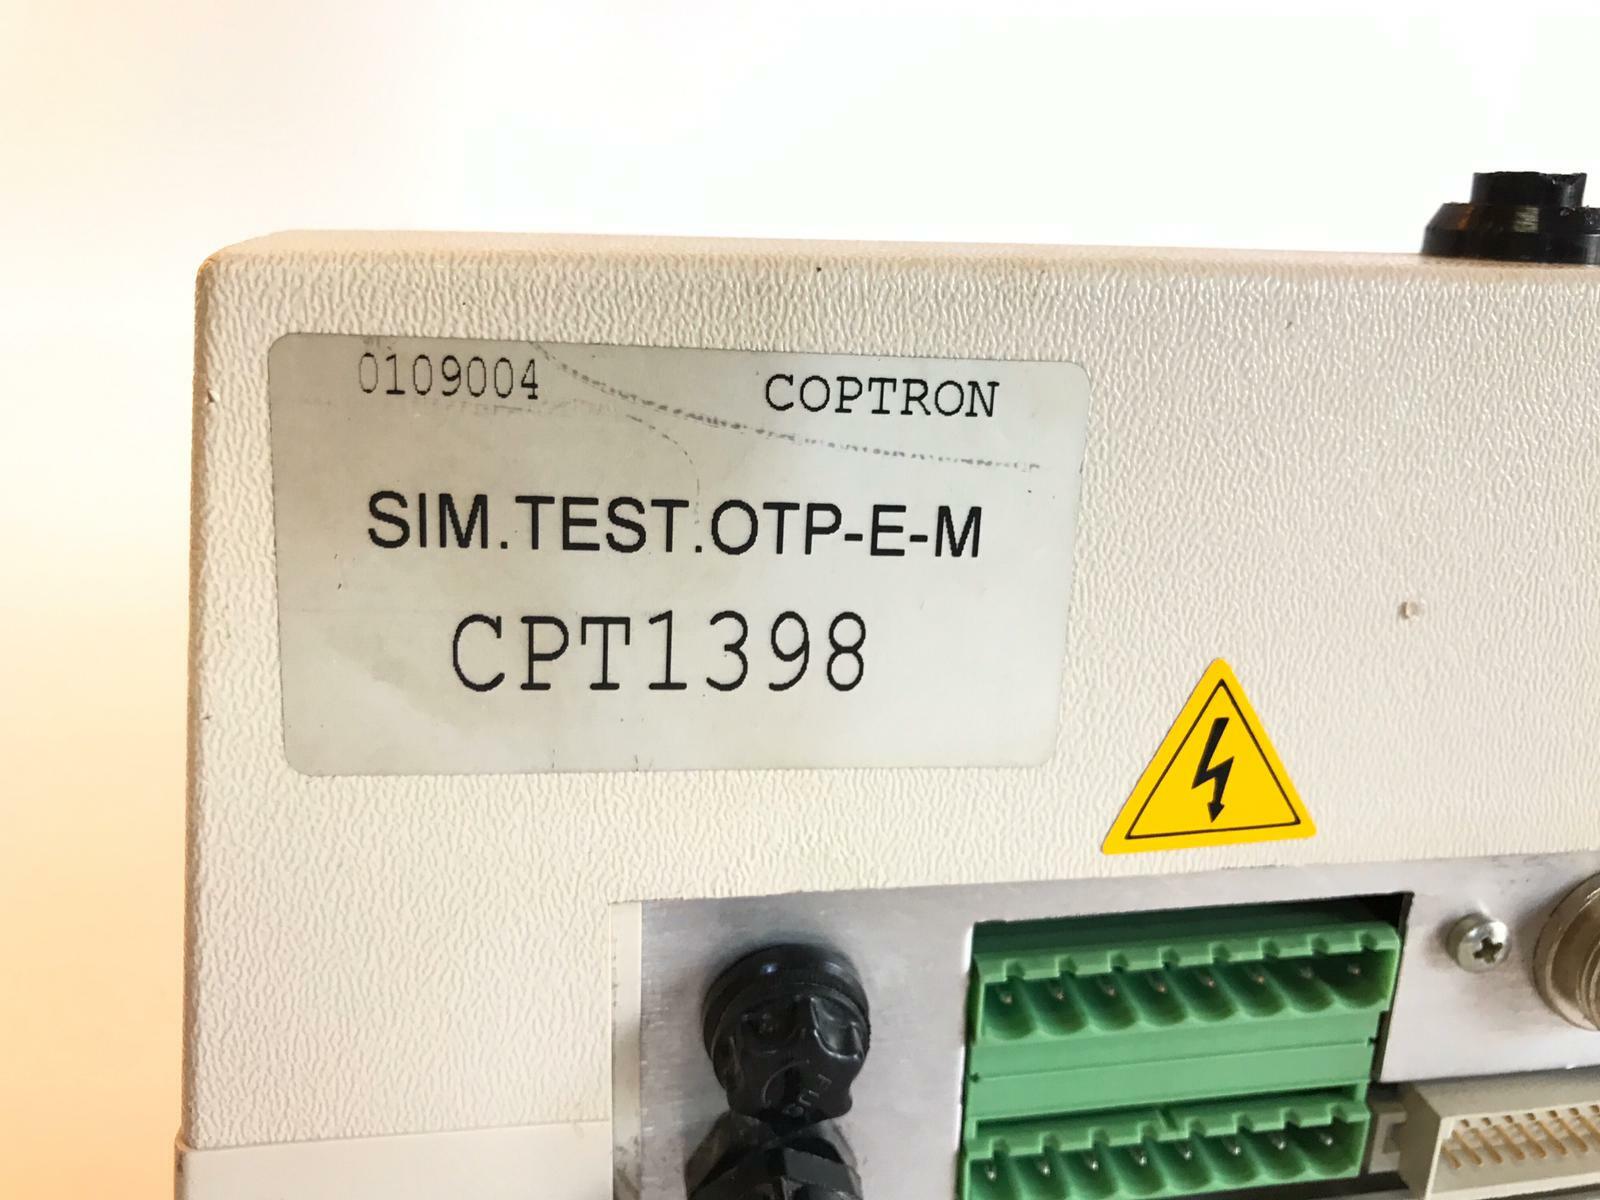 0109004 COPTRON
SIM.TEST.OTP-E-M
CPT1398